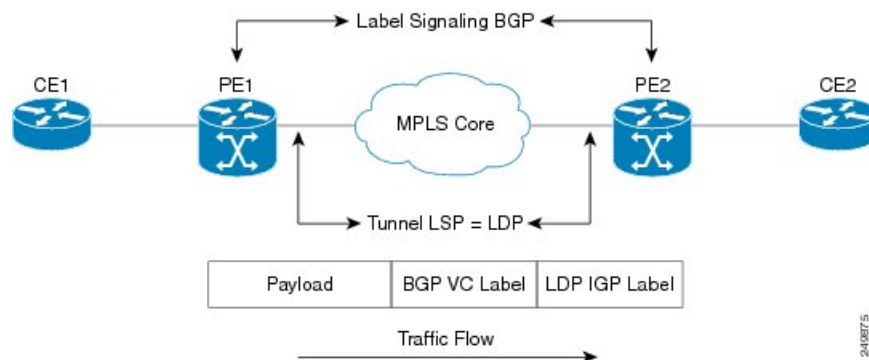 Label Signaling BGP
CE1
PE1
PE2
CE2
MPLS Core
Tunnel LSP = LDP
Payload
BGP VC Label
LDP IGP Label
Traffic Flow
249875